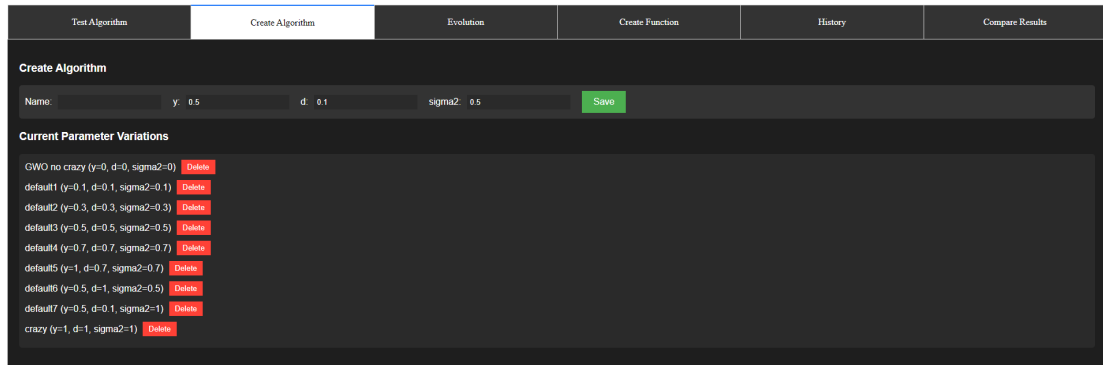 Test Algorithm Create Algorithm Evolution Create Function History Compare Results
Create Algorithm
Name: y: 0.5 d: 0.1 sigma2: 0.5 Save
Current Parameter Variations
GWO no crazy (y=0, d=0, sigma2=0) Delete
default1 (y=0.1, d=0.1, sigma2=0.1) Delete
default2 (y=0.3, d=0.3, sigma2=0.3) Delete
default3 (y=0.5, d=0.5, sigma2=0.5) Delete
default4 (y=0.7, d=0.7, sigma2=0.7) Delete
default5 (y=1, d=0.7, sigma2=0.7) Delete
default6 (y=0.5, d=1, sigma2=0.5) Delete
default7 (y=0.5, d=0.1, sigma2=1) Delete
crazy (y=1, d=1, sigma2=1) Delete